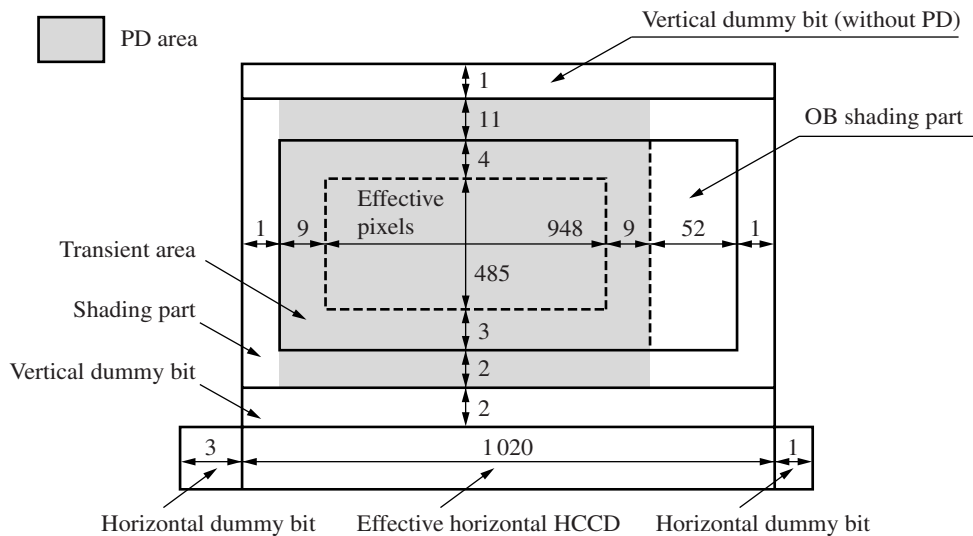 PD area
Vertical dummy bit (without PD)
1
11
OB shading part
4
Effective
pixels
1
9
948
9
52
1
Transient area
485
Shading part
3
Vertical dummy bit
2
2
3
1 020
1
Horizontal dummy bit
Effective horizontal HCCD
Horizontal dummy bit